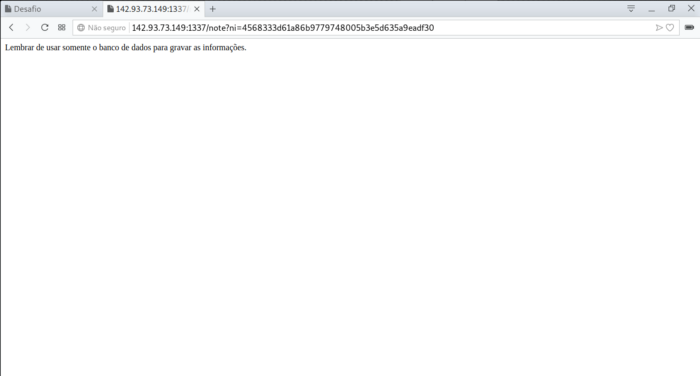 Desafio
142.93.73.149:1337/
Não seguro
142.93.73.149:1337/note?ni=4568333d61a86b9779748005b3e5d635a9eadf30
Lembrar de usar somente o banco de dados para gravar as informações.